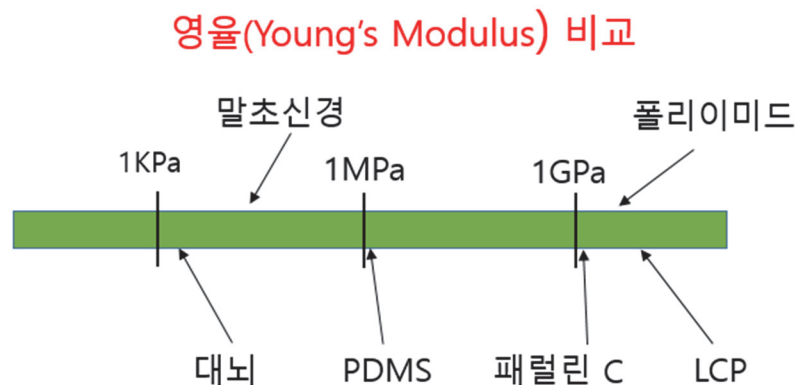 영율(Young's Modulus) 비교
말초신경
폴리이미드
1KPa
1MPa
1GPa
대뇌
PDMS
패럴린 C
LCP